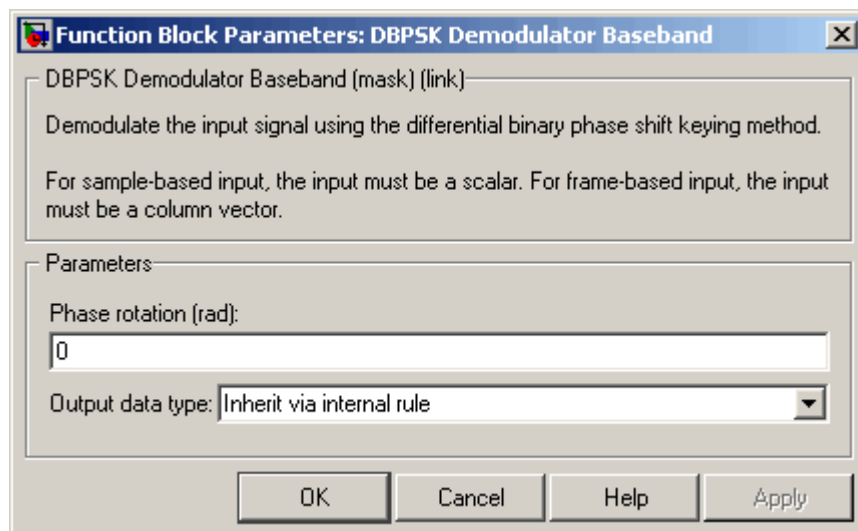 Function Block Parameters: DBPSK Demodulator Baseband
DBPSK Demodulator Baseband (mask) (link)
Demodulate the input signal using the differential binary phase shift keying method.
For sample-based input, the input must be a scalar. For frame-based input, the input
must be a column vector.
Parameters
Phase rotation (rad):
0
Output data type: Inherit via internal rule
OK Cancel Help Apply